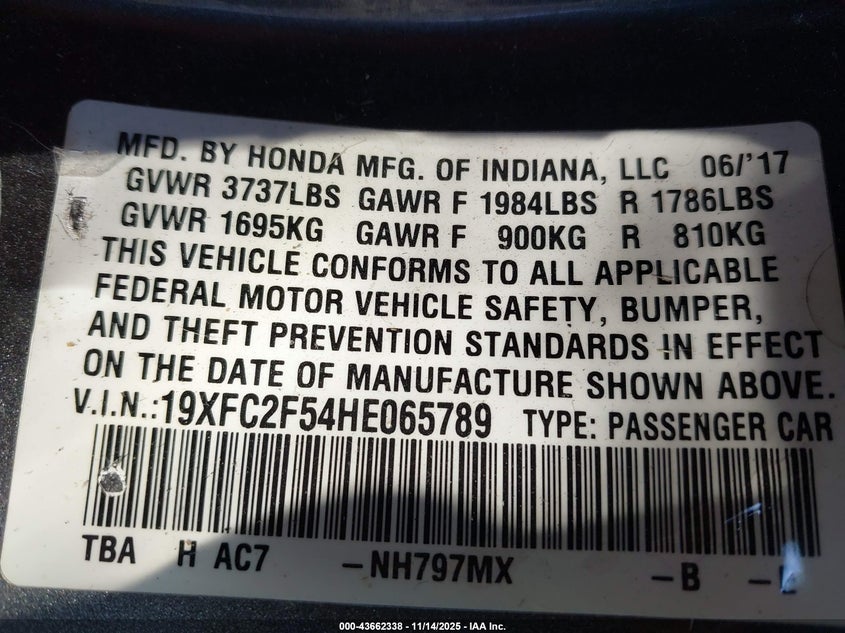 MFD. BY HONDA MFG. OF INDIANA, LLC 06/'17
GVWR 3737LBS GAWR F 1984LBS R 1786LBS
GVWR 1695KG GAWR F 900KG R 810KG
THIS VEHICLE CONFORMS TO ALL APPLICABLE
FEDERAL MOTOR VEHICLE SAFETY, BUMPER,
AND THEFT PREVENTION STANDARDS IN EFFECT
ON THE DATE OF MANUFACTURE SHOWN ABOVE.
V.I.N.:19XFC2F54HE065789 TYPE: PASSENGER CAR
TBA H AC7 -NH797MX -B
000-43662338 - 11/14/2025 - IAA Inc.